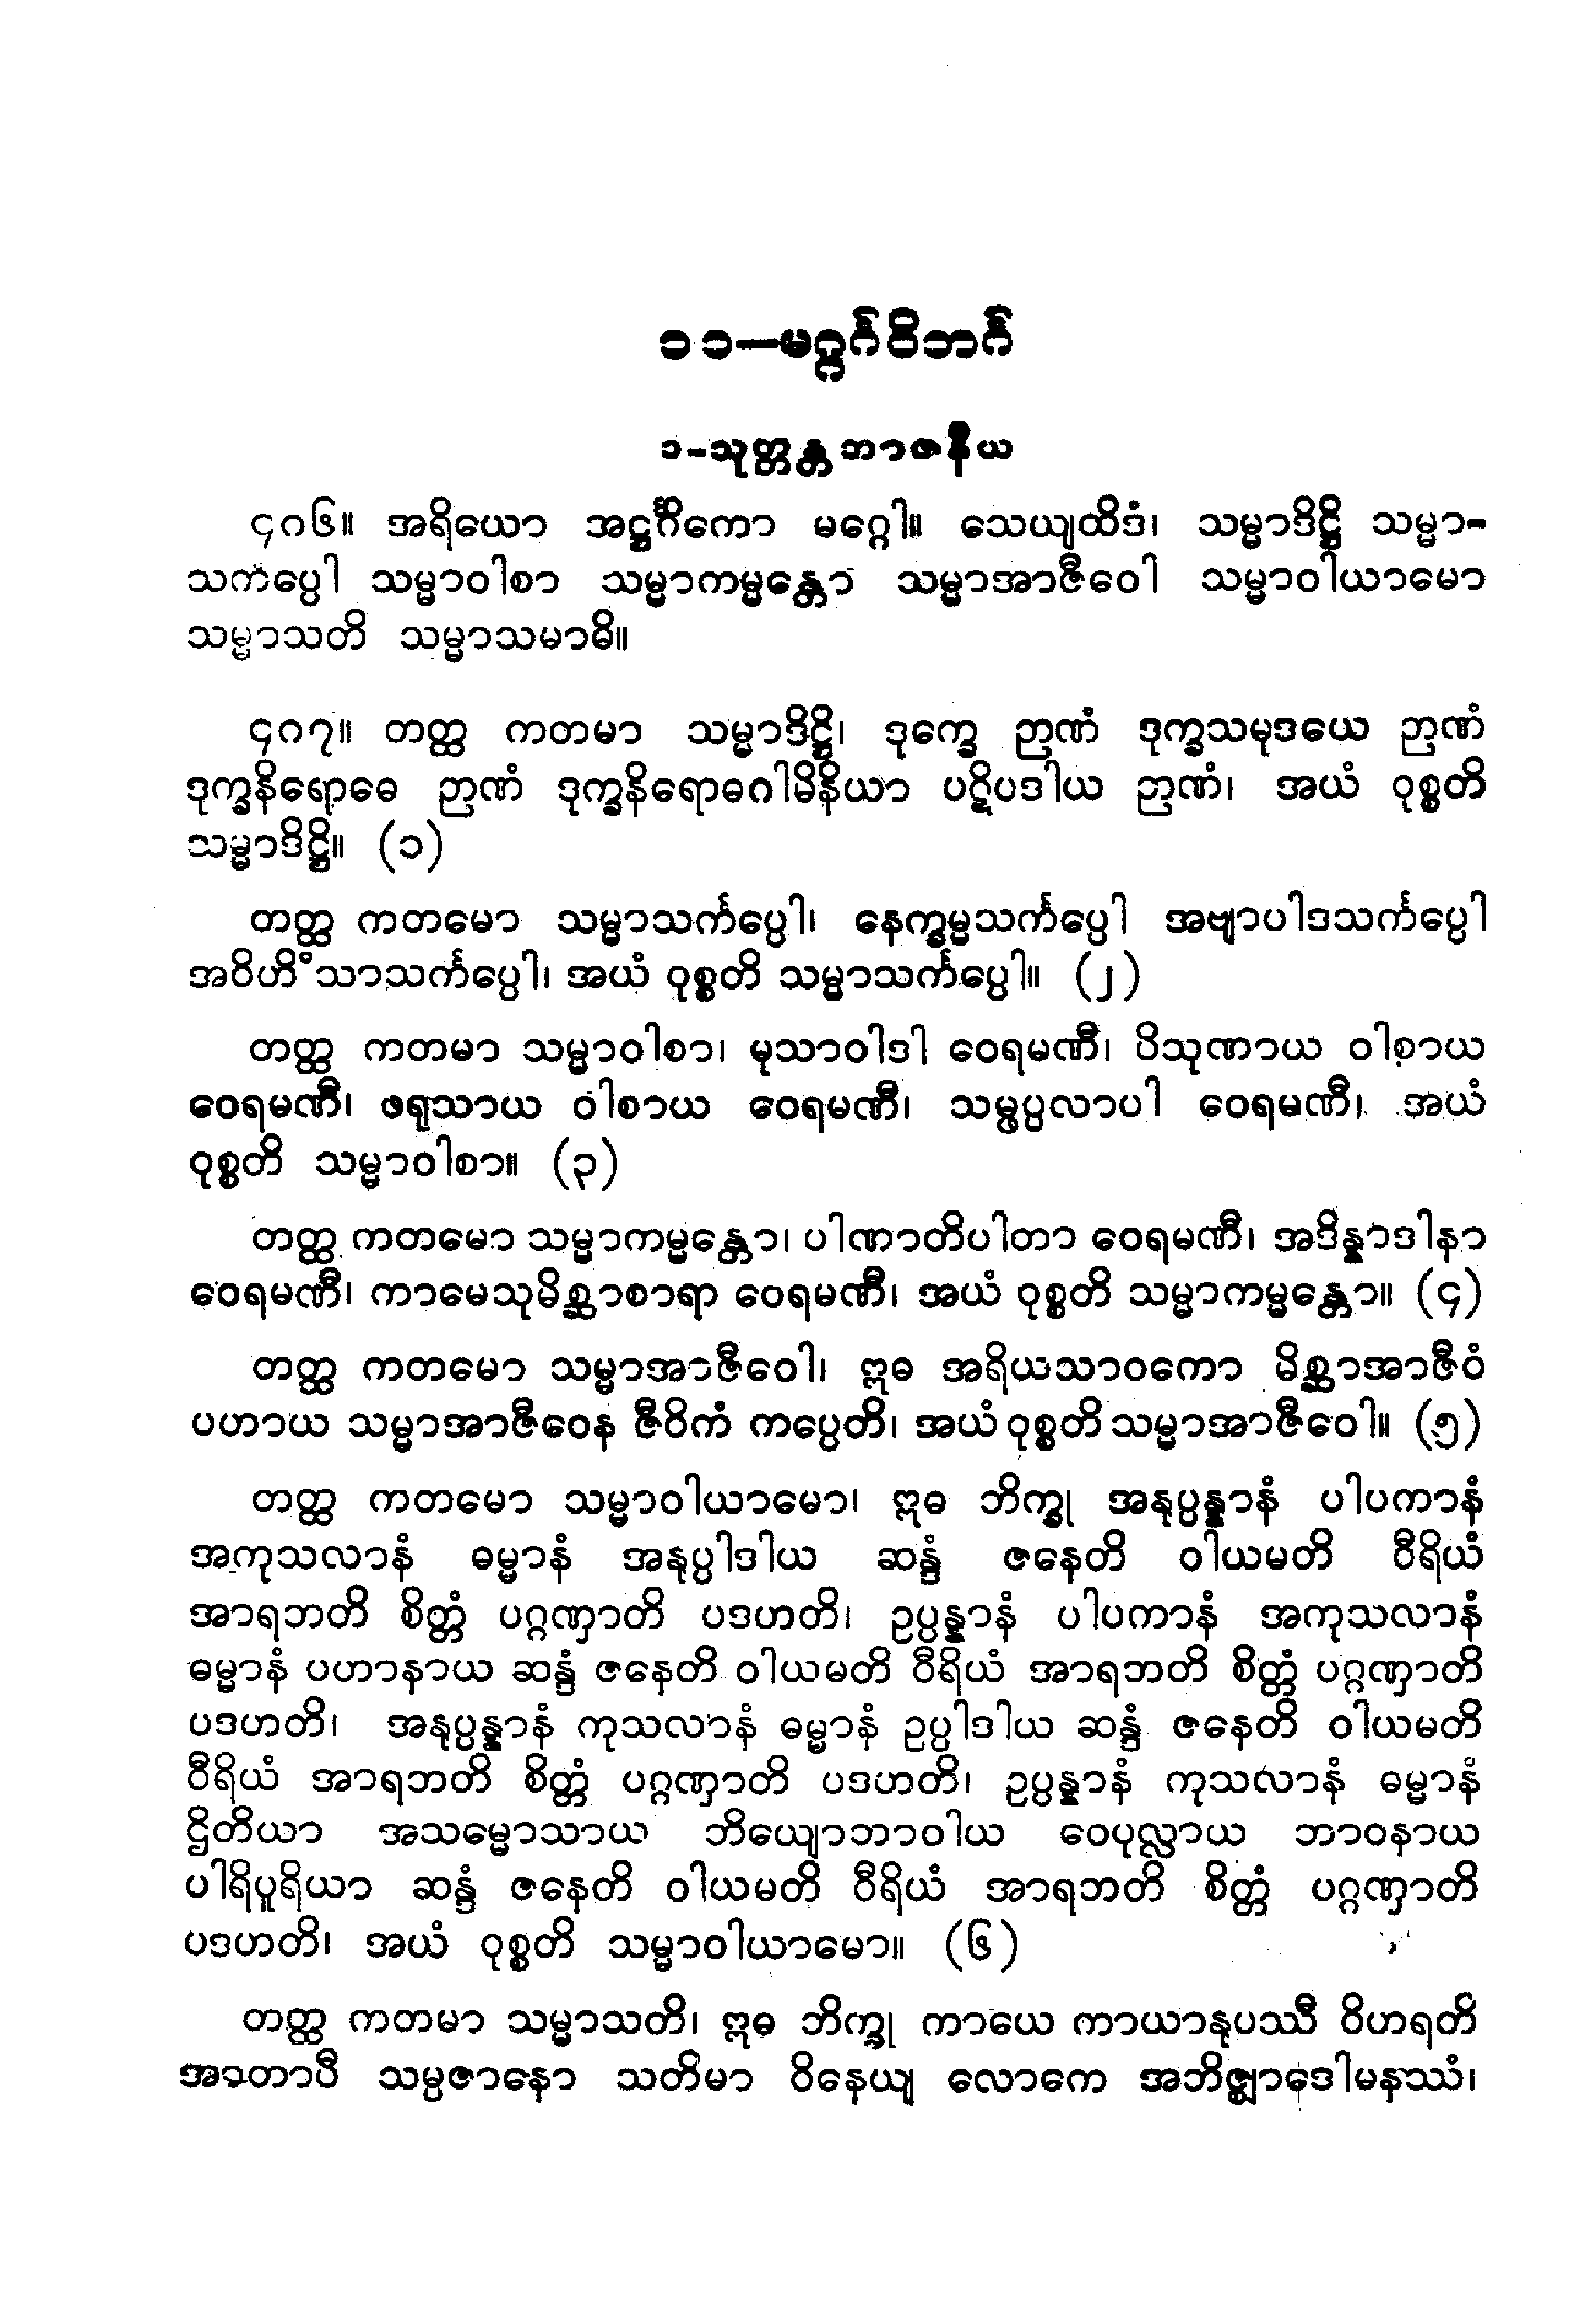 ၁၁—မဂ္ဂင်္ဂဝိဘင်္ဂ
၁-သုတ္တန္တဘာဇနီယ
၄၈၆။ အရိယော အဋ္ဌင်္ဂိကော မဂ္ဂေါ။ သေယျထိဒံ၊ သမ္မာဒိဋ္ဌိ သမ္မာ-
သင်္ကပ္ပေါ သမ္မာဝါစာ သမ္မာကမ္မန္တော သမ္မာအာဇီဝေါ သမ္မာဝါယာမော
သမ္မာသတိ သမ္မာသမာဓိ။
၄၈၇။ တတ္ထ ကတမာ သမ္မာဒိဋ္ဌိ၊ ဒုက္ခေ ဉာဏံ ဒုက္ခသမုဒယေ ဉာဏံ
ဒုက္ခနိရောဓေ ဉာဏံ ဒုက္ခနိရောဓဂါမိနိယာ ပဋိပဒါယ ဉာဏံ၊ အယံ ဝုစ္စတိ
သမ္မာဒိဋ္ဌိ။ (၁)
တတ္ထ ကတမော သမ္မာသင်္ကပ္ပေါ၊ နေက္ခမ္မသင်္ကပ္ပေါ အဗျာပါဒသင်္ကပ္ပေါ
အဝိဟိံသာသင်္ကပ္ပေါ၊ အယံ ဝုစ္စတိ သမ္မာသင်္ကပ္ပေါ။ (၂)
တတ္ထ ကတမာ သမ္မာဝါစာ၊ မုသာဝါဒါ ဝေရမဏီ၊ ပိသုဏာယ ဝါစာယ
ဝေရမဏီ၊ ဖရုသာယ ဝါစာယ ဝေရမဏီ၊ သမ္ဖပ္ပလာပါ ဝေရမဏီ၊ အယံ
ဝုစ္စတိ သမ္မာဝါစာ။ (၃)
တတ္ထ ကတမော သမ္မာကမ္မန္တော၊ ပါဏာတိပါတာ ဝေရမဏီ၊ အဒိန္နာဒါနာ
ဝေရမဏီ၊ ကာမေသုမိစ္ဆာစာရာ ဝေရမဏီ၊ အယံ ဝုစ္စတိ သမ္မာကမ္မန္တော။ (၄)
တတ္ထ ကတမော သမ္မာအာဇီဝေါ၊ ဣဓ အရိယသာဝကော မိစ္ဆာအာဇီဝံ
ပဟာယ သမ္မာအာဇီဝေန ဇီဝိကံ ကပ္ပေတိ၊ အယံ ဝုစ္စတိ သမ္မာအာဇီဝေါ။ (၅)
တတ္ထ ကတမော သမ္မာဝါယာမော၊ ဣဓ ဘိက္ခု အနုပ္ပန္နာနံ ပါပကာနံ
အကုသလာနံ ဓမ္မာနံ အနုပ္ပါဒါယ ဆန္ဒံ ဇနေတိ ဝါယမတိ ဝီရိယံ
အာရဘတိ စိတ္တံ ပဂ္ဂဏှာတိ ပဒဟတိ၊ ဥပ္ပန္နာနံ ပါပကာနံ အကုသလာနံ
ဓမ္မာနံ ပဟာနာယ ဆန္ဒံ ဇနေတိ ဝါယမတိ ဝီရိယံ အာရဘတိ စိတ္တံ ပဂ္ဂဏှာတိ
ပဒဟတိ၊ အနုပ္ပန္နာနံ ကုသလာနံ ဓမ္မာနံ ဥပ္ပါဒါယ ဆန္ဒံ ဇနေတိ ဝါယမတိ
ဝီရိယံ အာရဘတိ စိတ္တံ ပဂ္ဂဏှာတိ ပဒဟတိ၊ ဥပ္ပန္နာနံ ကုသလာနံ ဓမ္မာနံ
ဌိတိယာ အသမ္မောသာယ ဘိယျောဘာဝါယ ဝေပုလ္လာယ ဘာဝနာယ
ပါရိပူရိယာ ဆန္ဒံ ဇနေတိ ဝါယမတိ ဝီရိယံ အာရဘတိ စိတ္တံ ပဂ္ဂဏှာတိ
ပဒဟတိ၊ အယံ ဝုစ္စတိ သမ္မာဝါယာမော။ (၆)
တတ္ထ ကတမာ သမ္မာသတိ၊ ဣဓ ဘိက္ခု ကာယေ ကာယာနုပဿီ ဝိဟရတိ
အာတာပီ သမ္ပဇာနော သတိမာ ဝိနေယျ လောကေ အဘိဇ္ဈာဒေါမနဿံ၊